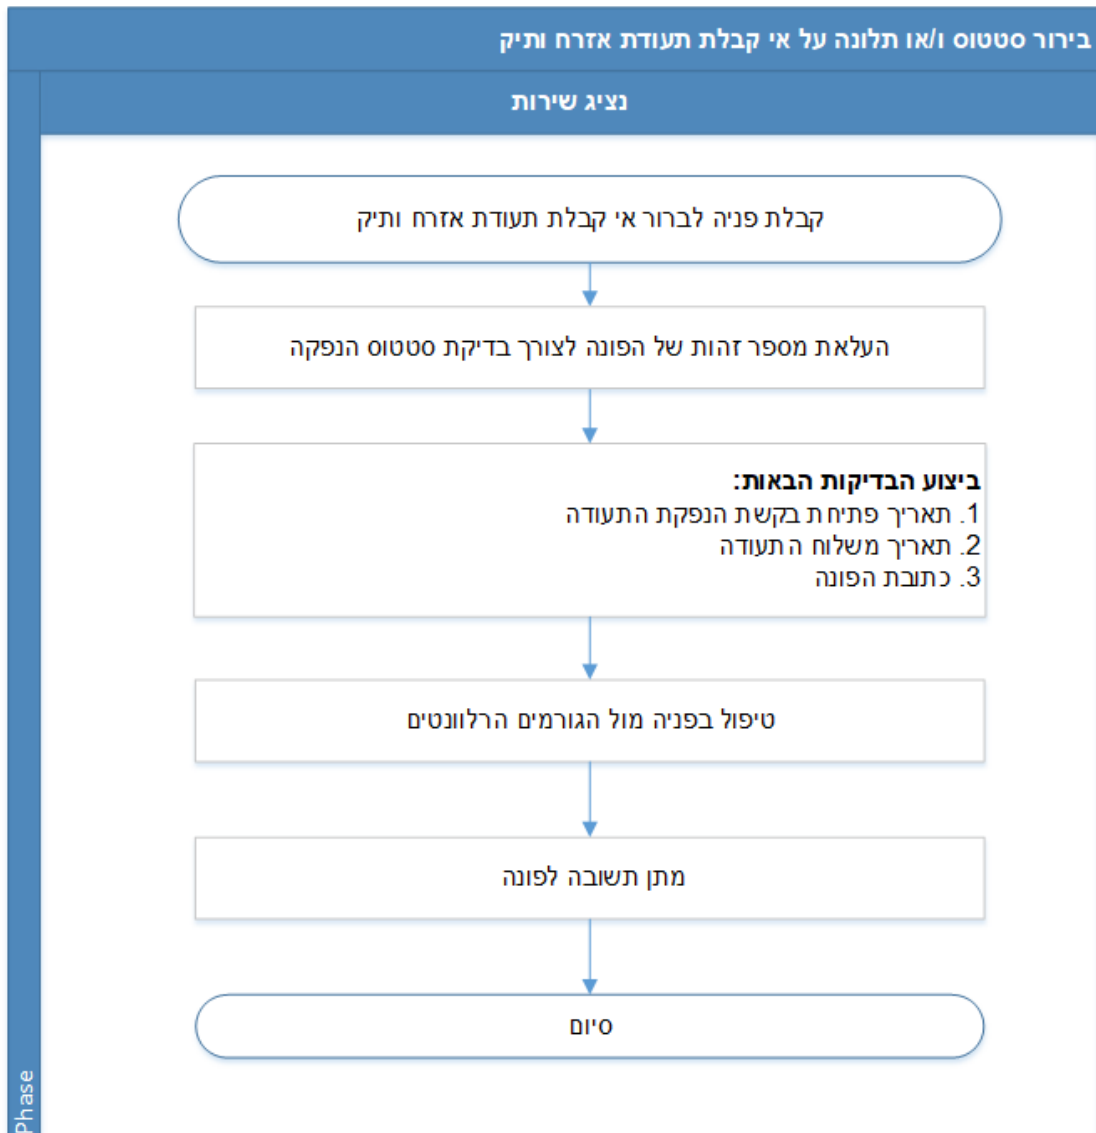 בירור סטטוס ו/או תלונה על אי קבלת תעודת אזרח ותיק
נציג שירות
קבלת פניה לברור אי קבלת תעודת אזרח ותיק
העלאת מספר זהות של הפונה לצורך בדיקת סטטוס הנפקה
ביצוע הבדיקות הבאות:
1. תאריך פתיחת בקשת הנפקת התעודה
2. תאריך משלוח התעודה
3. כתובת הפונה
טיפול בפניה מול הגורמים הרלוונטים
מתן תשובה לפונה
סיום
Phase